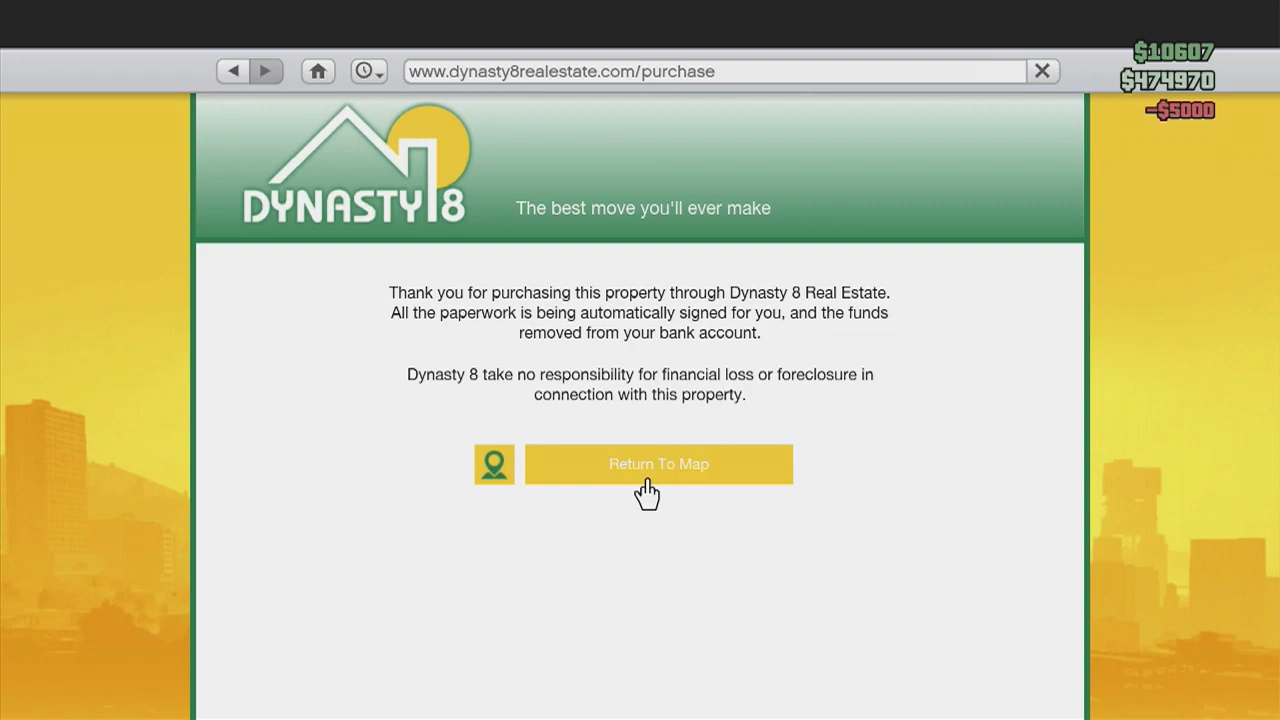 $10607
www.dynasty8realestate.com/purchase
$474970
-$5000
DYNASTY 8
The best move you'll ever make
Thank you for purchasing this property through Dynasty 8 Real Estate.
All the paperwork is being automatically signed for you, and the funds
removed from your bank account.
Dynasty 8 take no responsibility for financial loss or foreclosure in
connection with this property.
Return To Map